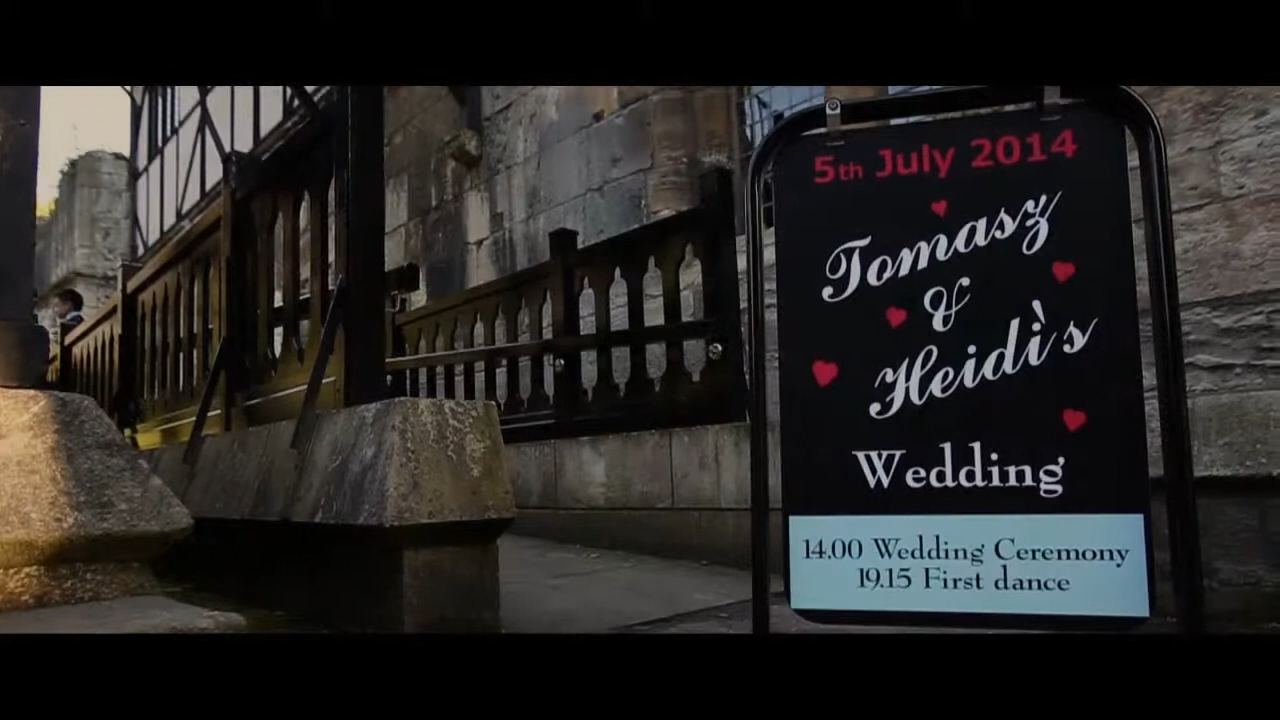 5th July 2014
Tomasz
&
Heidi's
Wedding
14.00 Wedding Ceremony
19.15 First dance